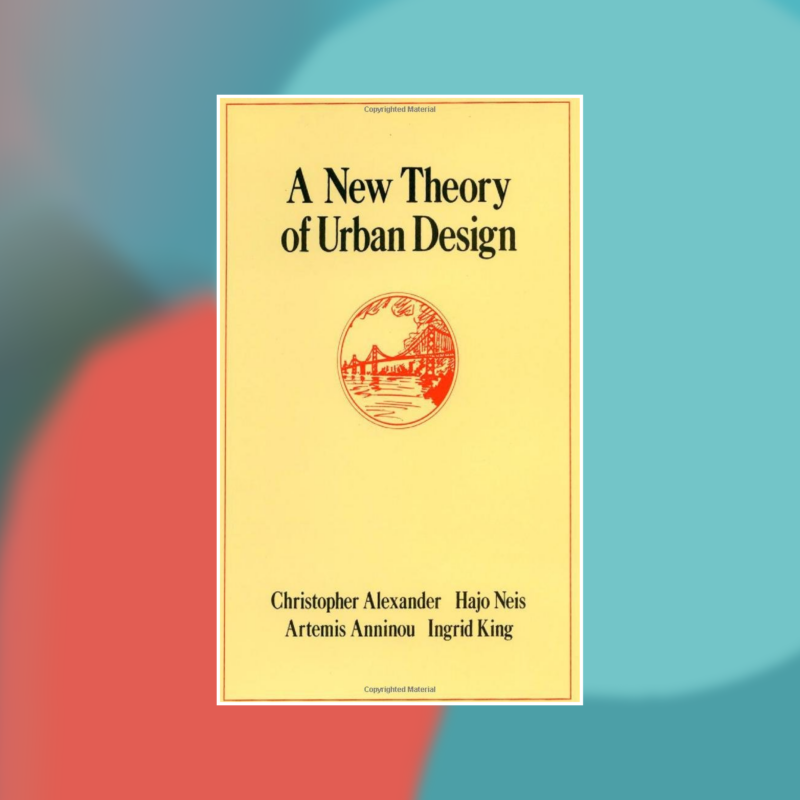 Copyrighted Material
A New Theory
of Urban Design
Christopher Alexander Hajo Neis
Artemis Anninou Ingrid King
Copyrighted Material